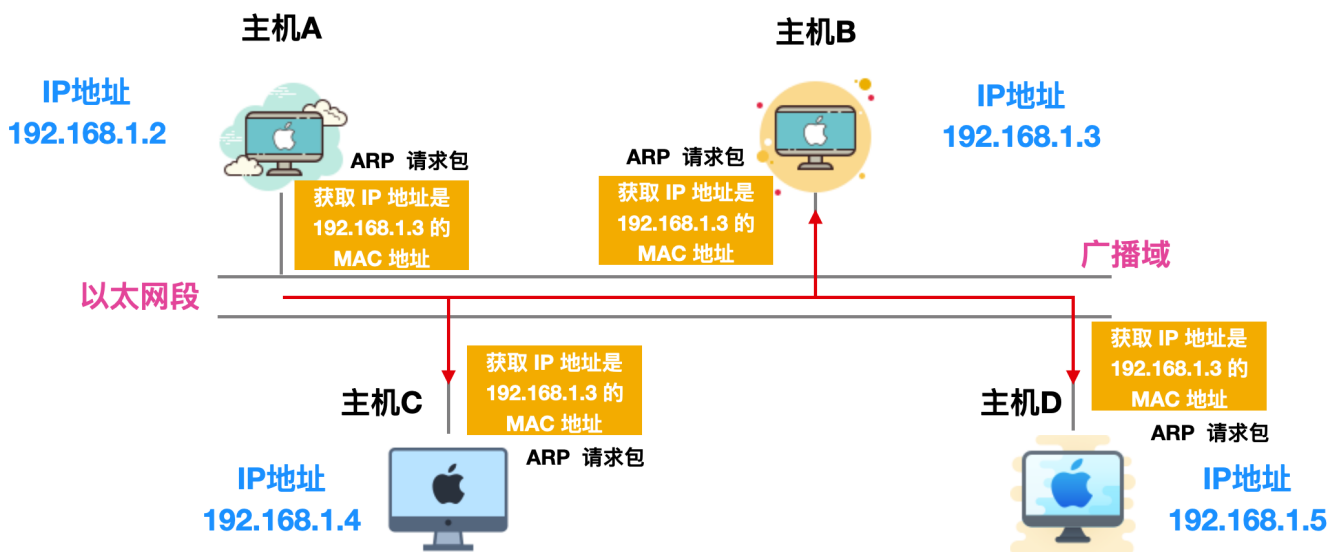 主机A
主机B
IP地址
192.168.1.2
IP地址
192.168.1.3
ARP 请求包
获取 IP 地址是
192.168.1.3 的
MAC 地址
ARP 请求包
获取 IP 地址是
192.168.1.3 的
MAC 地址
广播域
以太网段
获取 IP 地址是
192.168.1.3 的
MAC 地址
ARP 请求包
主机C
IP地址
192.168.1.4
获取 IP 地址是
192.168.1.3 的
MAC 地址
ARP 请求包
主机D
IP地址
192.168.1.5